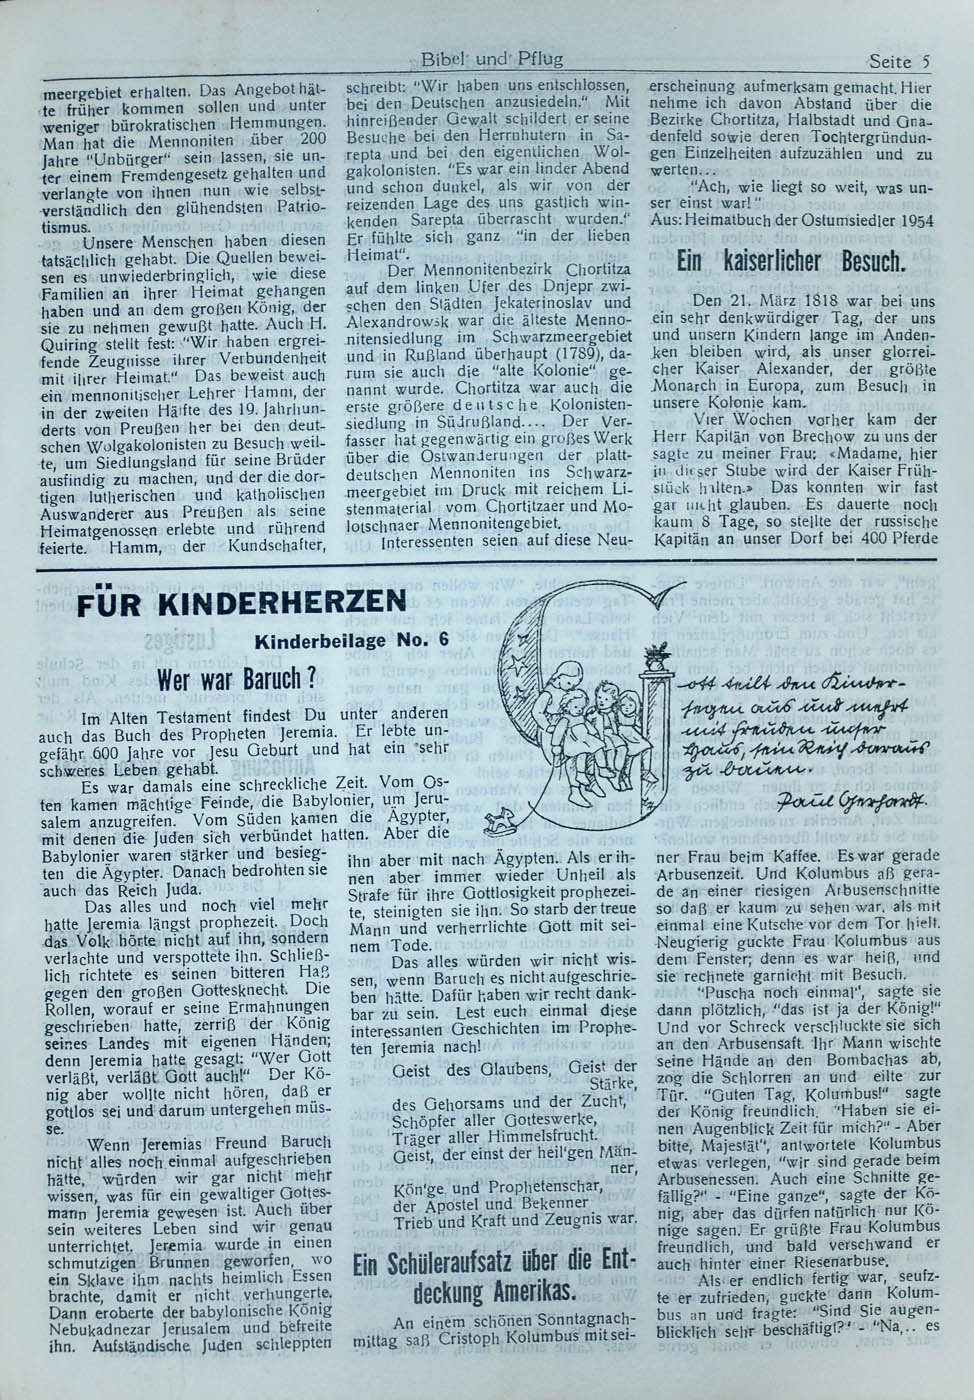 Bibel und Pflug
Seite 5
meergebiet erhalten. Das Angebot hät-
te früher kommen sollen und unter
weniger bürokratischen Hemmungen.
Man hat die Mennoniten über 200
Jahre "Unbürger" sein lassen, sie un-
ter einem Fremdengesetz gehalten und
verlangte von ihnen nun wie selbst-
verständlich den glühendsten Patrio-
tismus.
Unsere Menschen haben diesen
tatsächlich gehabt. Die Quellen bewei-
sen es unwiederbringlich, wie diese
Familien an ihrer Heimat gehangen
haben und an dem großen König, der
sie zu nehmen gewußt hatte. Auch H.
Quiring stellt fest: "Wir haben ergrei-
fende Zeugnisse ihrer Verbundenheit
mit ihrer Heimat." Das beweist auch
ein mennonitischer Lehrer Hamm, der
in der zweiten Hälfte des 19. Jahrhun-
derts von Preußen her bei den deut-
schen Wolgakolonisten zu Besuch weil-
te, um Siedlungsland für seine Brüder
ausfindig zu machen, und der die dor-
tigen lutherischen und katholischen
Auswanderer aus Preußen als seine
Heimatgenossen erlebte und rührend
feierte. Hamm, der Kundschafter,
schreibt: "Wir haben uns entschlossen,
bei den Deutschen anzusiedeln." Mit
hinreißender Gewalt schildert er seine
Besuche bei den Herrnhutern in Sa-
repta und bei den eigentlichen Wol-
gakolonisten. "Es war ein linder Abend
und schon dunkel, als wir von der
reizenden Lage des uns gastlich win-
kenden Sarepta überrascht wurden."
Er fühlte sich ganz "in der lieben
Heimat".
Der Mennonitenbezirk Chortitza
auf dem linken Ufer des Dnjepr zwi-
schen den Städten Jekaterinoslav und
Alexandrowsk war die älteste Menno-
nitensiedlung im Schwarzmeergebiet
und in Rußland überhaupt (1789), da-
rum sie auch die "alte Kolonie" ge-
nannt wurde. Chortitza war auch die
erste größere deutsche Kolonisten-
siedlung in Südrußland.... Der Ver-
fasser hat gegenwärtig ein großes Werk
über die Ostwanderungen der platt-
deutschen Mennoniten ins Schwarz-
meergebiet im Druck mit reichem Li-
stenmaterial vom Chortitzaer und Mo-
lotschnaer Mennonitengebiet.
Interessenten seien auf diese Neu-
erscheinung aufmerksam gemacht. Hier
nehme ich davon Abstand über die
Bezirke Chortitza, Halbstadt und Gna-
denfeld sowie deren Tochtergründun-
gen Einzelheiten aufzuzählen und zu
werten...
"Ach, wie liegt so weit, was un-
ser einst war!"
Aus: Heimatbuch der Ostumsiedler 1954
Ein kaiserlicher Besuch.
Den 21. März 1818 war bei uns
ein sehr denkwürdiger Tag, der uns
und unsern Kindern lange im Anden-
ken bleiben wird, als unser glorrei-
cher Kaiser Alexander, der größte
Monarch in Europa, zum Besuch in
unsere Kolonie kam.
Vier Wochen vorher kam der
Herr Kapitän von Brechow zu uns der
sagte zu meiner Frau: «Madame, hier
in dieser Stube wird der Kaiser Früh-
stück halten.» Das konnten wir fast
gar nicht glauben. Es dauerte noch
kaum 8 Tage, so stellte der russische
Kapitän an unser Dorf bei 400 Pferde
FÜR KINDERHERZEN
Kinderbeilage No. 6
Wer war Baruch?
Im Alten Testament findest Du unter anderen
auch das Buch des Propheten Jeremia. Er lebte un-
gefähr 600 Jahre vor Jesu Geburt und hat ein sehr
schweres Leben gehabt.
Es war damals eine schreckliche Zeit. Vom Os-
ten kamen mächtige Feinde, die Babylonier, um Jeru-
salem anzugreifen. Vom Süden kamen die Ägypter,
mit denen die Juden sich verbündet hatten. Aber die
Babylonier waren stärker und besieg-
ten die Ägypter. Danach bedrohten sie
auch das Reich Juda.
Das alles und noch viel mehr
hatte Jeremia längst prophezeit. Doch
das Volk hörte nicht auf ihn, sondern
verlachte und verspottete ihn. Schließ-
lich richtete es seinen bitteren Haß
gegen den großen Gottesknecht. Die
Rollen, worauf er seine Ermahnungen
geschrieben hatte, zerriß der König
seines Landes mit eigenen Händen;
denn Jeremia hatte gesagt: "Wer Gott
verläßt, verläßt Gott auch!" Der Kö-
nig aber wollte nicht hören, daß er
gottlos sei und darum untergehen müs-
se.
Wenn Jeremias Freund Baruch
nicht alles noch einmal aufgeschrieben
hätte, würden wir gar nicht mehr
wissen, was für ein gewaltiger Gottes-
mann Jeremia gewesen ist. Auch über
sein weiteres Leben sind wir genau
unterrichtet. Jeremia wurde in einen
schmutzigen Brunnen geworfen, wo
ein Sklave ihm nachts heimlich Essen
brachte, damit er nicht verhungerte.
Dann eroberte der babylonische König
Nebukadnezar Jerusalem und befreite
ihn. Aufständische Juden schleppten
Gott teilt den Kinder-
segen aus und mehrt
mit Freuden unser
Haus, sein Reich daraus
zu bauen.
Paul Gerhardt.
ihn aber mit nach Ägypten. Als er ih-
nen aber immer wieder Unheil als
Strafe für ihre Gottlosigkeit prophezei-
te, steinigten sie ihn. So starb der treue
Mann und verherrlichte Gott mit sei-
nem Tode.
Das alles würden wir nicht wis-
sen, wenn Baruch es nicht aufgeschrie-
ben hätte. Dafür haben wir recht dank-
bar zu sein. Lest euch einmal diese
interessanten Geschichten im Prophe-
ten Jeremia nach!
Geist des Glaubens, Geist der
Stärke,
des Gehorsams und der Zucht,
Schöpfer aller Gotteswerke,
Träger aller Himmelsfrucht.
Geist, der einst der heil'gen Män-
ner,
Kön'ge und Prophetenschar,
der Apostel und Bekenner
Trieb und Kraft und Zeugnis war.
Ein Schüleraufsatz über die Ent-
deckung Amerikas.
An einem schönen Sonntagnach-
mittag saß Cristoph Kolumbus mit sei-
ner Frau beim Kaffee. Es war gerade
Arbusenzeit. Und Kolumbus aß gera-
de an einer riesigen Arbusenschnitte
so daß er kaum zu sehen war, als mit
einmal eine Kutsche vor dem Tor hielt.
Neugierig guckte Frau Kolumbus aus
dem Fenster; denn es war heiß, und
sie rechnete garnicht mit Besuch.
"Puscha noch einmal", sagte sie
dann plötzlich, "das ist ja der König!"
Und vor Schreck verschluckte sie sich
an den Arbusensaft. Ihr Mann wischte
seine Hände an den Bombachas ab,
zog die Schlorren an und eilte zur
Tür. "Guten Tag, Kolumbus!" sagte
der König freundlich. "Haben sie ei-
nen Augenblick Zeit für mich?" - Aber
bitte, Majestät", antwortete Kolumbus
etwas verlegen, "wir sind gerade beim
Arbusenessen. Auch eine Schnitte ge-
fällig?" - "Eine ganze", sagte der Kö-
nig, aber das dürfen natürlich nur Kö-
nige sagen. Er grüßte Frau Kolumbus
freundlich, und bald verschwand er
auch hinter einer Riesenarbuse.
Als er endlich fertig war, seufz-
te er zufrieden, guckte dann Kolum-
bus an und fragte: "Sind Sie augen-
blicklich sehr beschäftigt?" - "Na... es